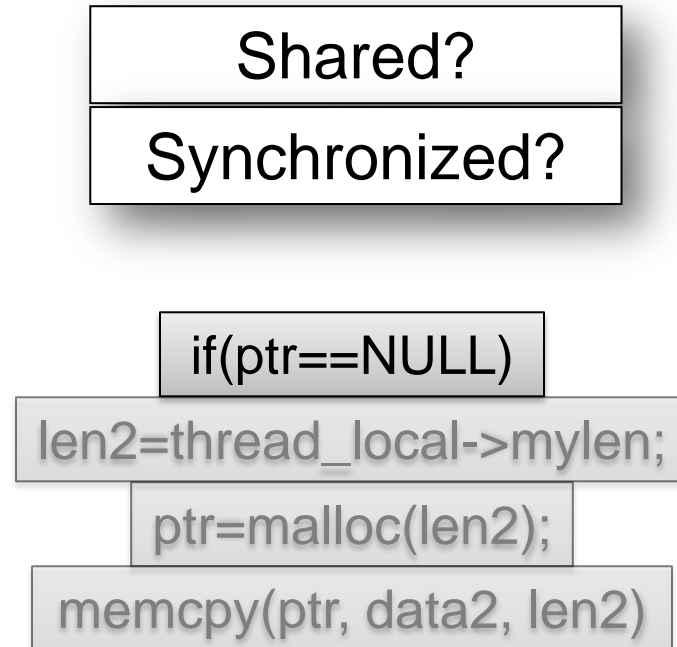 Shared?
Synchronized?
if(ptr==NULL)
len2=thread_local->mylen;
ptr=malloc(len2);
memcpy(ptr, data2, len2)